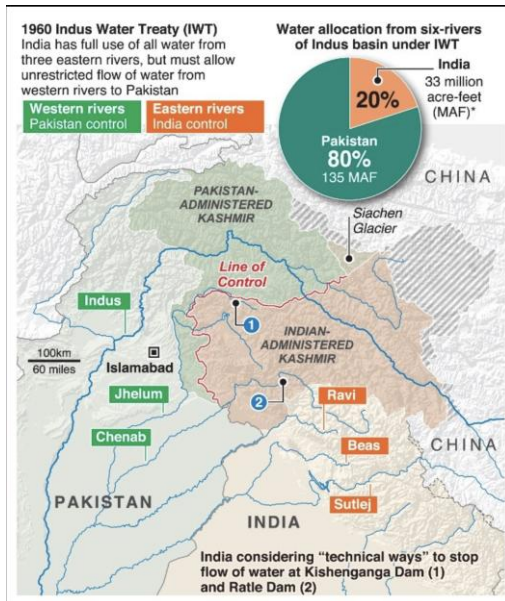 1960 Indus Water Treaty (IWT)
India has full use of all water from
three eastern rivers, but must allow
unrestricted flow of water from
western rivers to Pakistan
Western rivers
Pakistan control
Eastern rivers
India control
Water allocation from six-rivers
of Indus basin under IWT
India
33 million
acre-feet
(MAF)*
20%
Pakistan
80%
135 MAF
CHINA
PAKISTAN-
ADMINISTERED
KASHMIR
Siachen
Glacier
Line of
Control
Indus
1
INDIAN-
ADMINISTERED
KASHMIR
100km
60 miles
Islamabad
Jhelum
2
Ravi
Chenab
Beas
CHINA
Sutlej
PAKISTAN
INDIA
India considering “technical ways” to stop
flow of water at Kishenganga Dam (1)
and Ratle Dam (2)